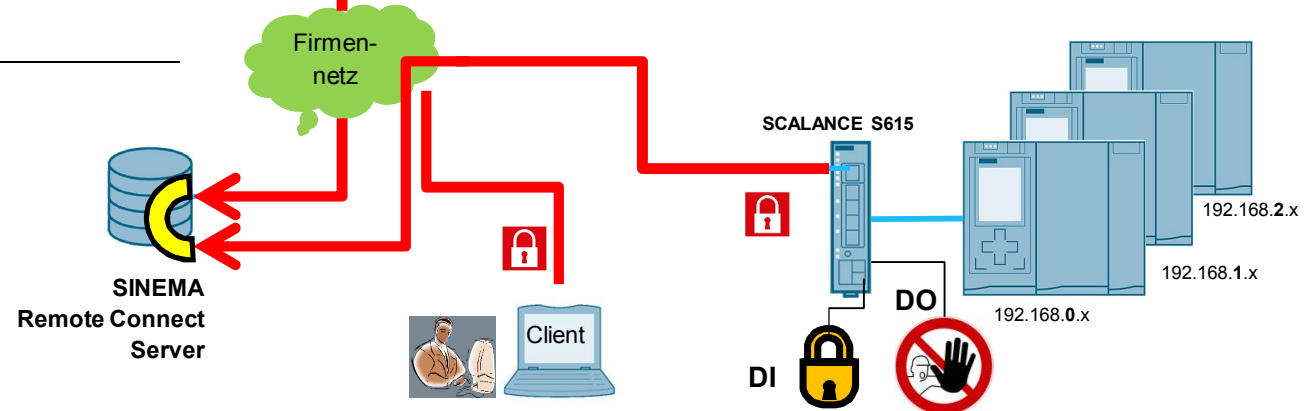 Firmen-
netz
SCALANCE S615
192.168.2.x
192.168.1.x
192.168.0.x
SINEMA
Remote Connect
Server
Client
DI
DO